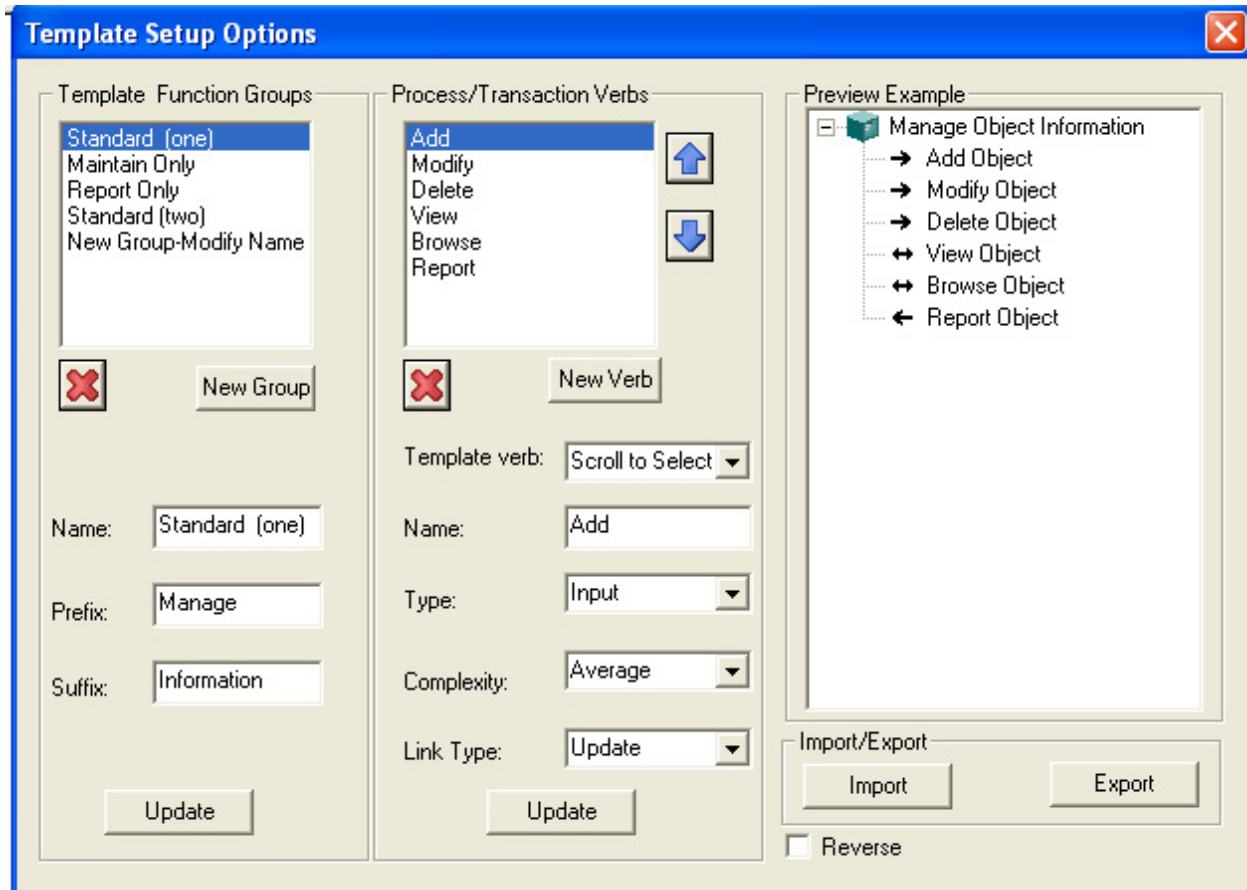 Template Setup Options
Template  Function Groups
Standard  (one)
Maintain Only
Report Only
Standard (two)
New Group-Modify Name
New Group
Name:
Standard  (one)
Prefix:
Manage
Suffix:
Information
Update
Process/Transaction Verbs
Add
Modify
Delete
View
Browse
Report
New Verb
Template verb:
Scroll to Select
Name:
Add
Type:
Input
Complexity:
Average
Link Type:
Update
Update
Preview Example
Manage Object Information
Add Object
Modify Object
Delete Object
View Object
Browse Object
Report Object
Import/Export
Import
Export
Reverse